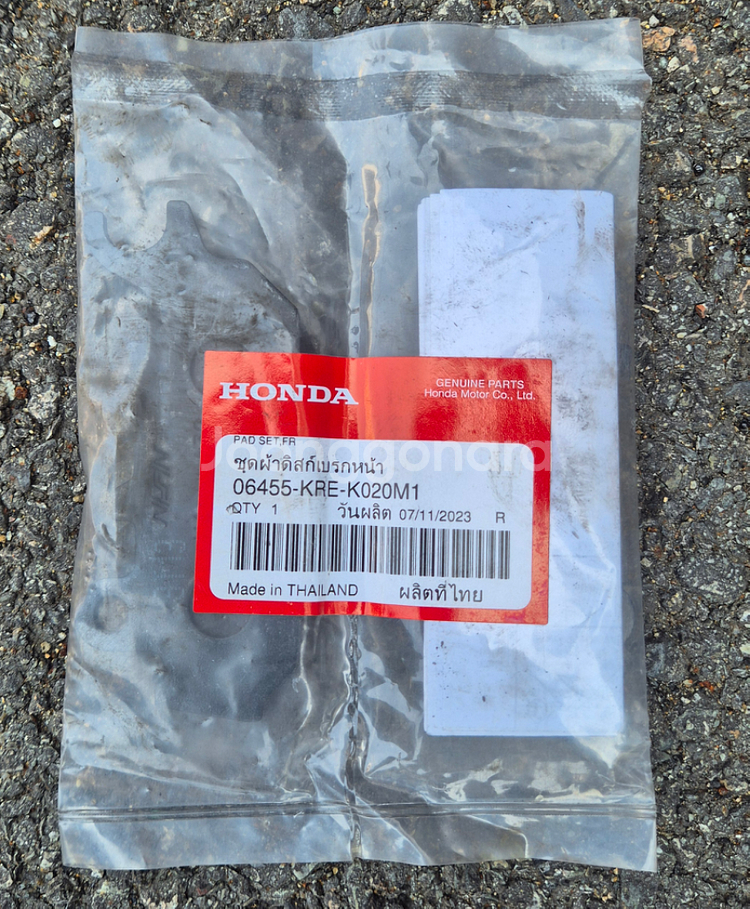 HONDA
GENUINE PARTS
Honda Motor Co., Ltd.
PAD SET,FR
ชุดผ้าดิสก์เบรกหน้า
06455-KRE-K020M1
QTY 1 วันผลิต 07/11/2023 R
Made in THAILAND ผลิตที่ไทย